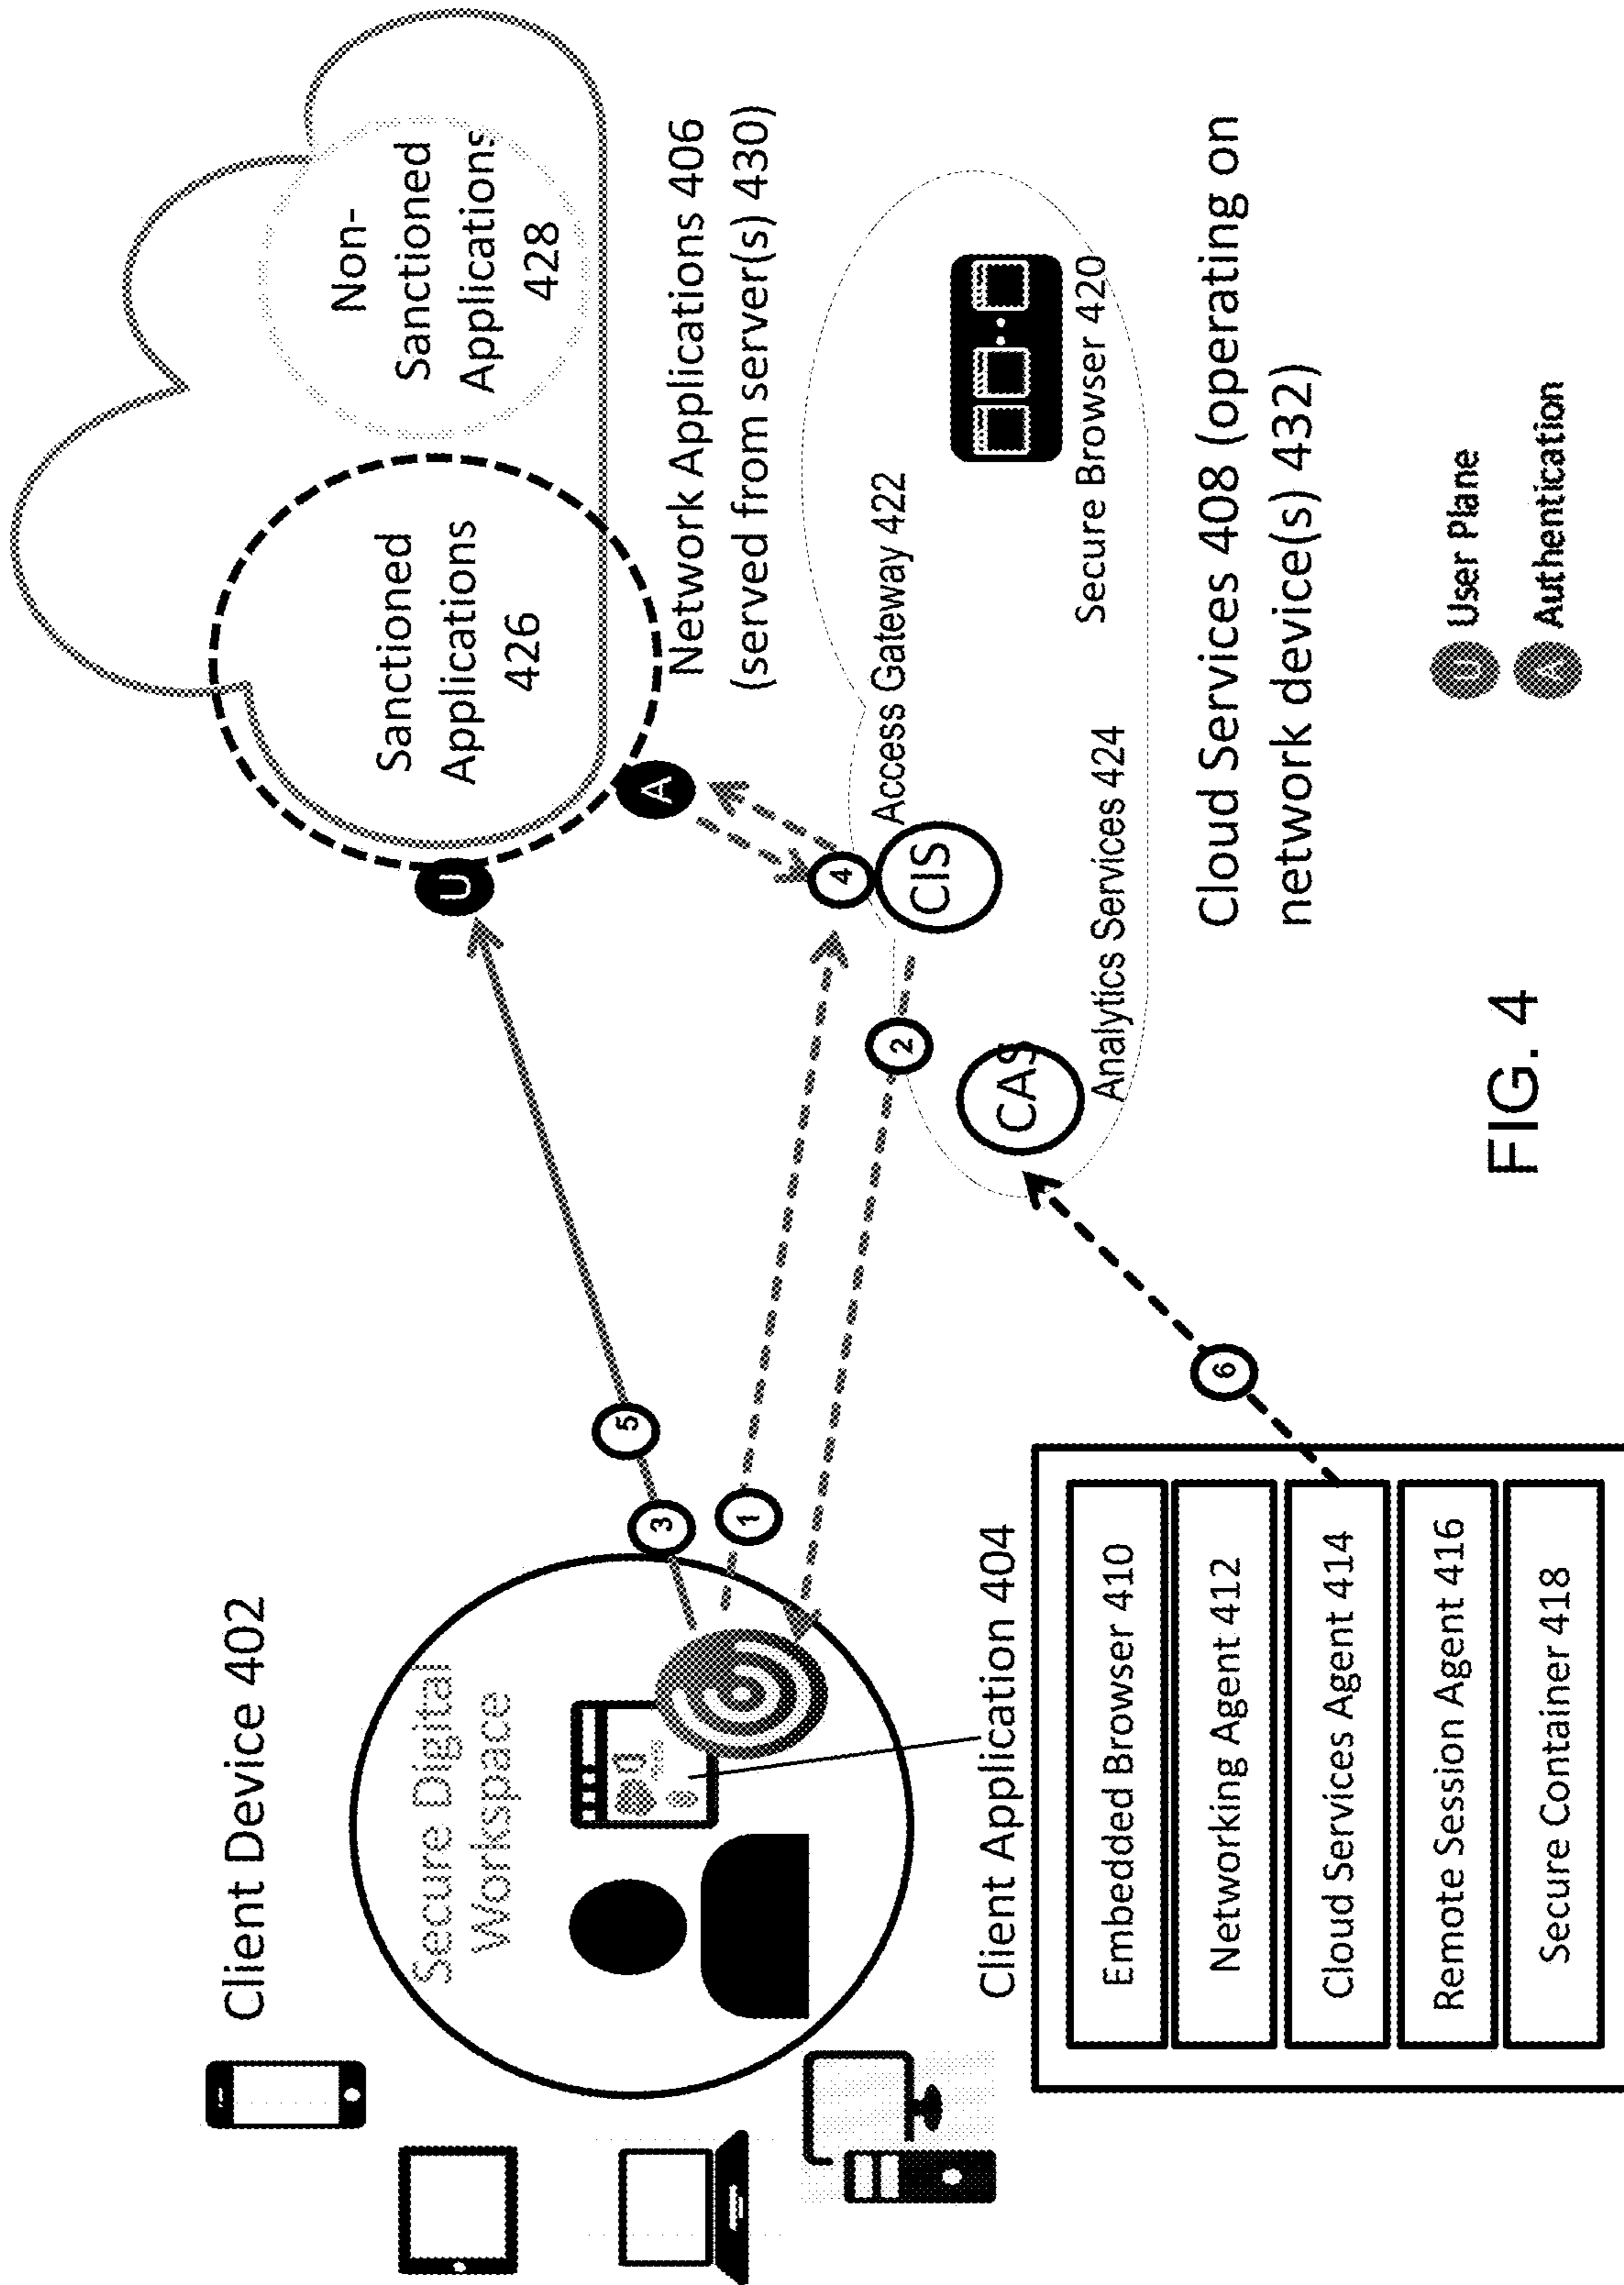 Client Device 402
Secure Digital
Workspace
Client Application 404
Embedded Browser 410
Networking Agent 412
Cloud Services Agent 414
Remote Session Agent 416
Secure Container 418
3
5
1
2
4
6
U
A
Sanctioned
Applications
426
Non-
Sanctioned
Applications
428
Network Applications 406
(served from server(s) 430)
Access Gateway 422
CIS
CAS
Analytics Services 424
Secure Browser 420
Cloud Services 408 (operating on
network device(s) 432)
U User Plane
A Authentication
FIG. 4